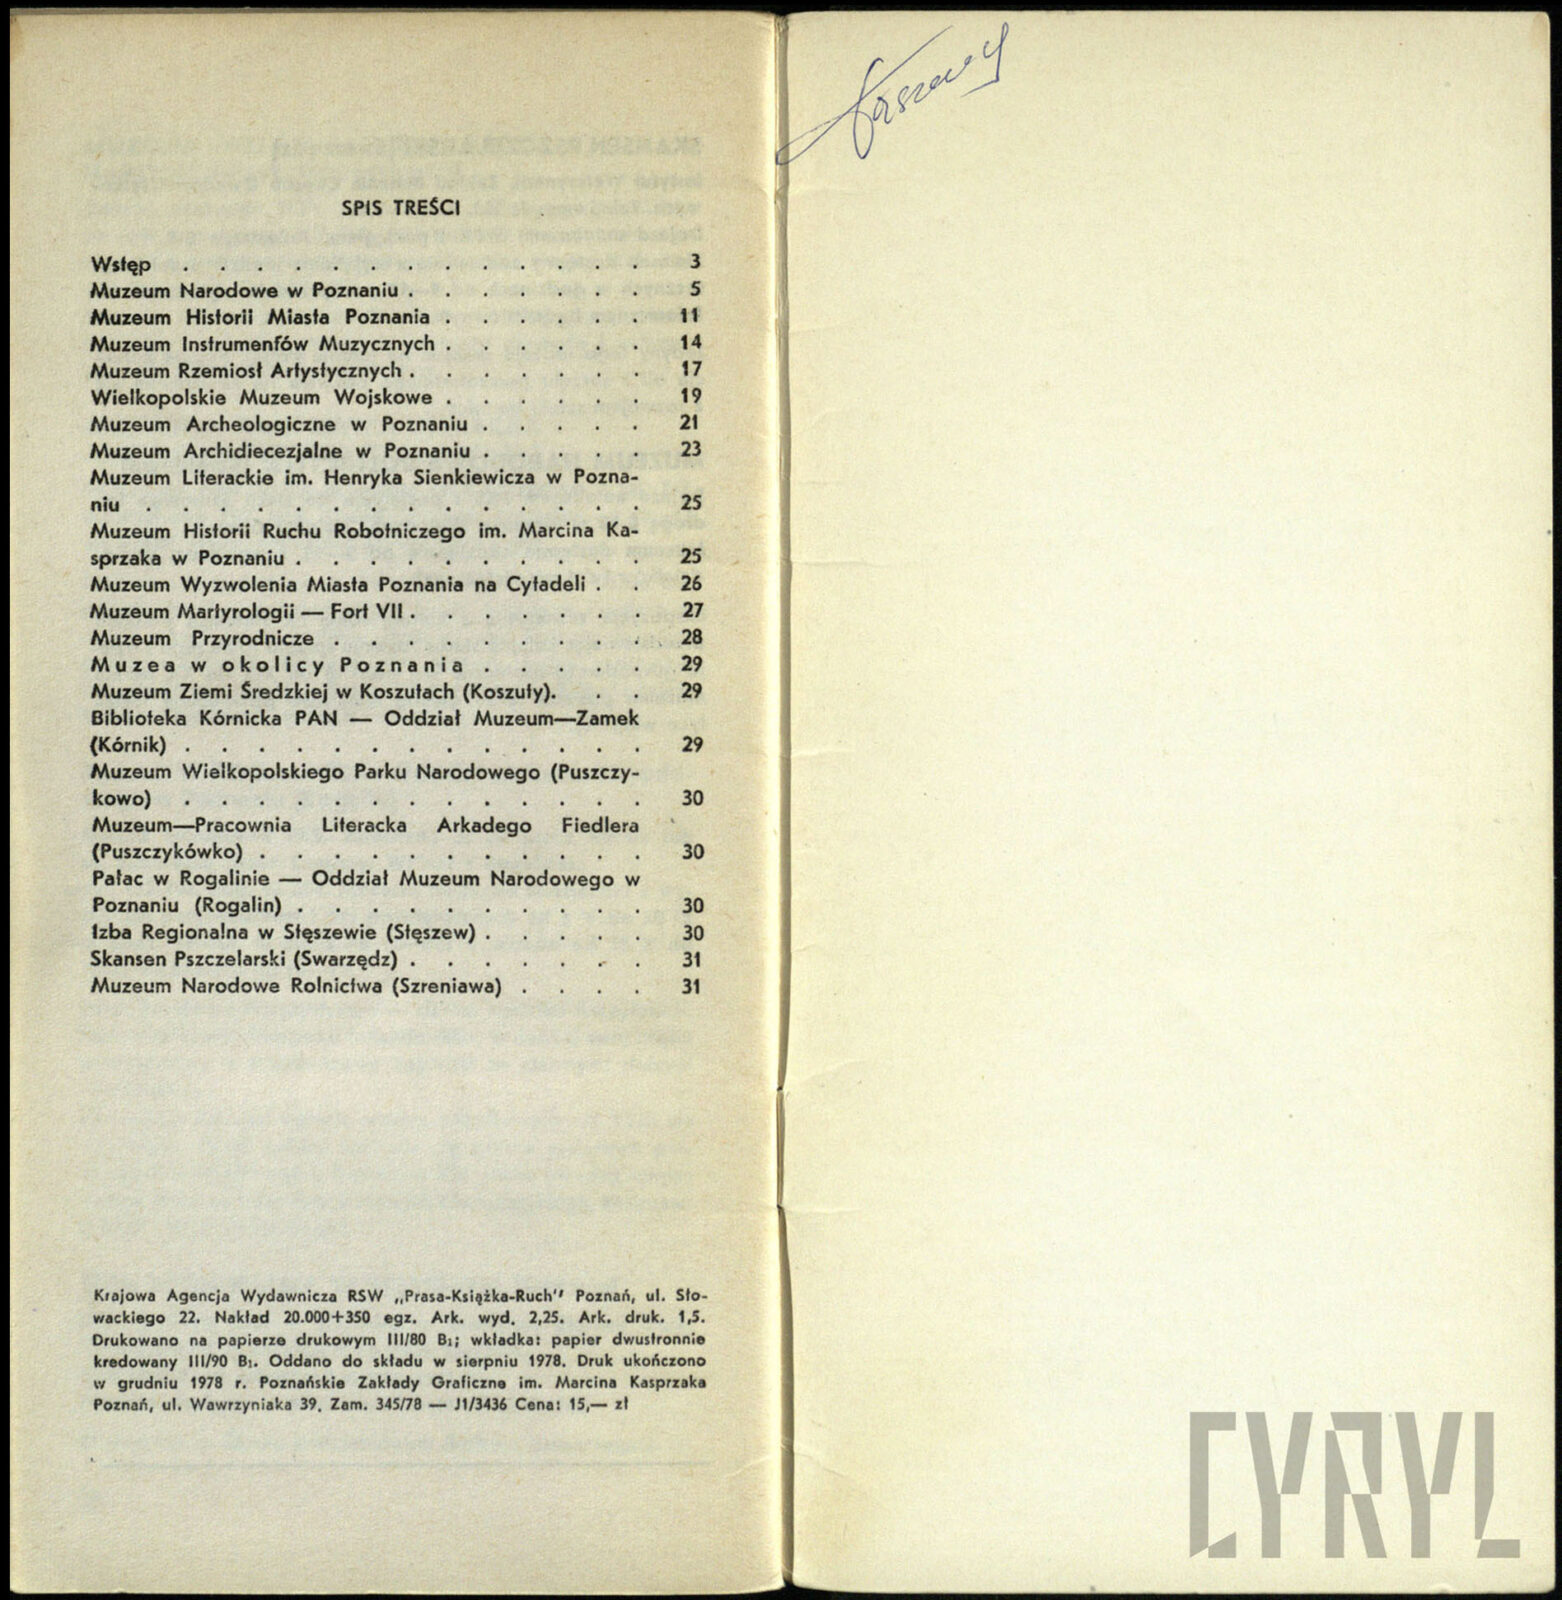 SPIS TREŚCI
Wstęp . . . . . . . . . . . . . 3
Muzeum Narodowe w Poznaniu . . . . . . . 5
Muzeum Historii Miasta Poznania . . . . . . 11
Muzeum Instrumentów Muzycznych . . . . . . 14
Muzeum Rzemiosł Artystycznych . . . . . . . 17
Wielkopolskie Muzeum Wojskowe . . . . . . 19
Muzeum Archeologiczne w Poznaniu . . . . . 21
Muzeum Archidiecezjalne w Poznaniu . . . . . 23
Muzeum Literackie im. Henryka Sienkiewicza w Pozna-
niu . . . . . . . . . . . . . . 25
Muzeum Historii Ruchu Robotniczego im. Marcina Ka-
sprzaka w Poznaniu . . . . . . . . . . 25
Muzeum Wyzwolenia Miasta Poznania na Cytadeli . . 26
Muzeum Martyrologii — Fort VII . . . . . . . 27
Muzeum Przyrodnicze . . . . . . . . . 28
Muzea w okolicy Poznania . . . . . 29
Muzeum Ziemi Średzkiej w Koszutach (Koszuty). . . 29
Biblioteka Kórnicka PAN — Oddział Muzeum—Zamek
(Kórnik) . . . . . . . . . . . . . 29
Muzeum Wielkopolskiego Parku Narodowego (Puszczy-
kowo) . . . . . . . . . . . . . 30
Muzeum—Pracownia Literacka Arkadego Fiedlera
(Puszczykówko) . . . . . . . . . . . 30
Pałac w Rogalinie — Oddział Muzeum Narodowego w
Poznaniu (Rogalin) . . . . . . . . . . 30
Izba Regionalna w Stęszewie (Stęszew) . . . . . 30
Skansen Pszczelarski (Swarzędz) . . . . . . . 31
Muzeum Narodowe Rolnictwa (Szreniawa) . . . . 31
Krajowa Agencja Wydawnicza RSW „Prasa-Książka-Ruch'' Poznań, ul. Sło-
wackiego 22. Nakład 20.000+350 egz. Ark. wyd. 2,25. Ark. druk. 1,5.
Drukowano na papierze drukowym III/80 B1; wkładka: papier dwustronnie
kredowany III/90 B1. Oddano do składu w sierpniu 1978. Druk ukończono
w grudniu 1978 r. Poznańskie Zakłady Graficzne im. Marcina Kasprzaka
Poznań, ul. Wawrzyniaka 39. Zam. 345/78 — J1/3436 Cena: 15,— zł
CYRYL